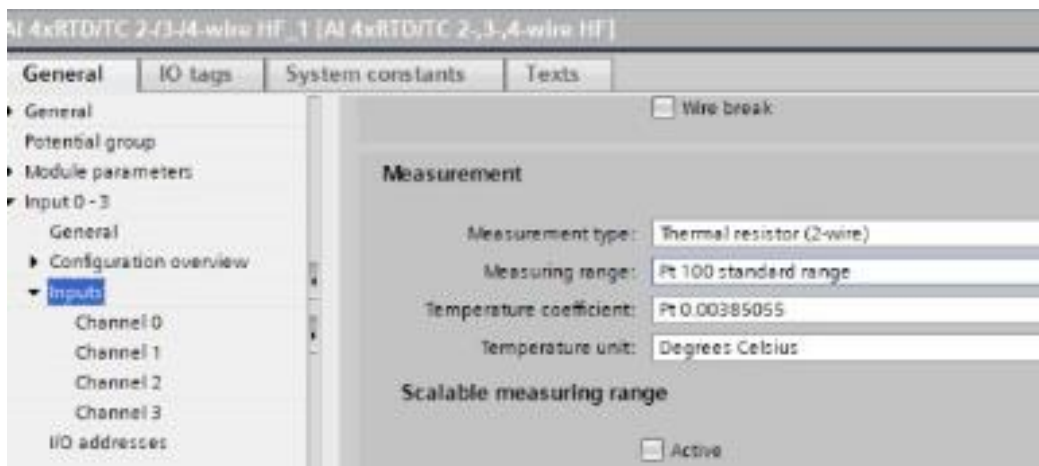 AI 4xRTD/TC 2-/3-/4-wire HF_1 [AI 4xRTD/TC 2-,3-,4-wire HF]
General
IO tags
System constants
Texts
General
Potential group
Module parameters
Input 0 - 3
General
Configuration overview
Inputs
Channel 0
Channel 1
Channel 2
Channel 3
I/O addresses
Wire break
Measurement
Measurement type: Thermal resistor (2-wire)
Measuring range: Pt 100 standard range
Temperature coefficient: Pt 0.00385055
Temperature unit: Degrees Celsius
Scalable measuring range
Active